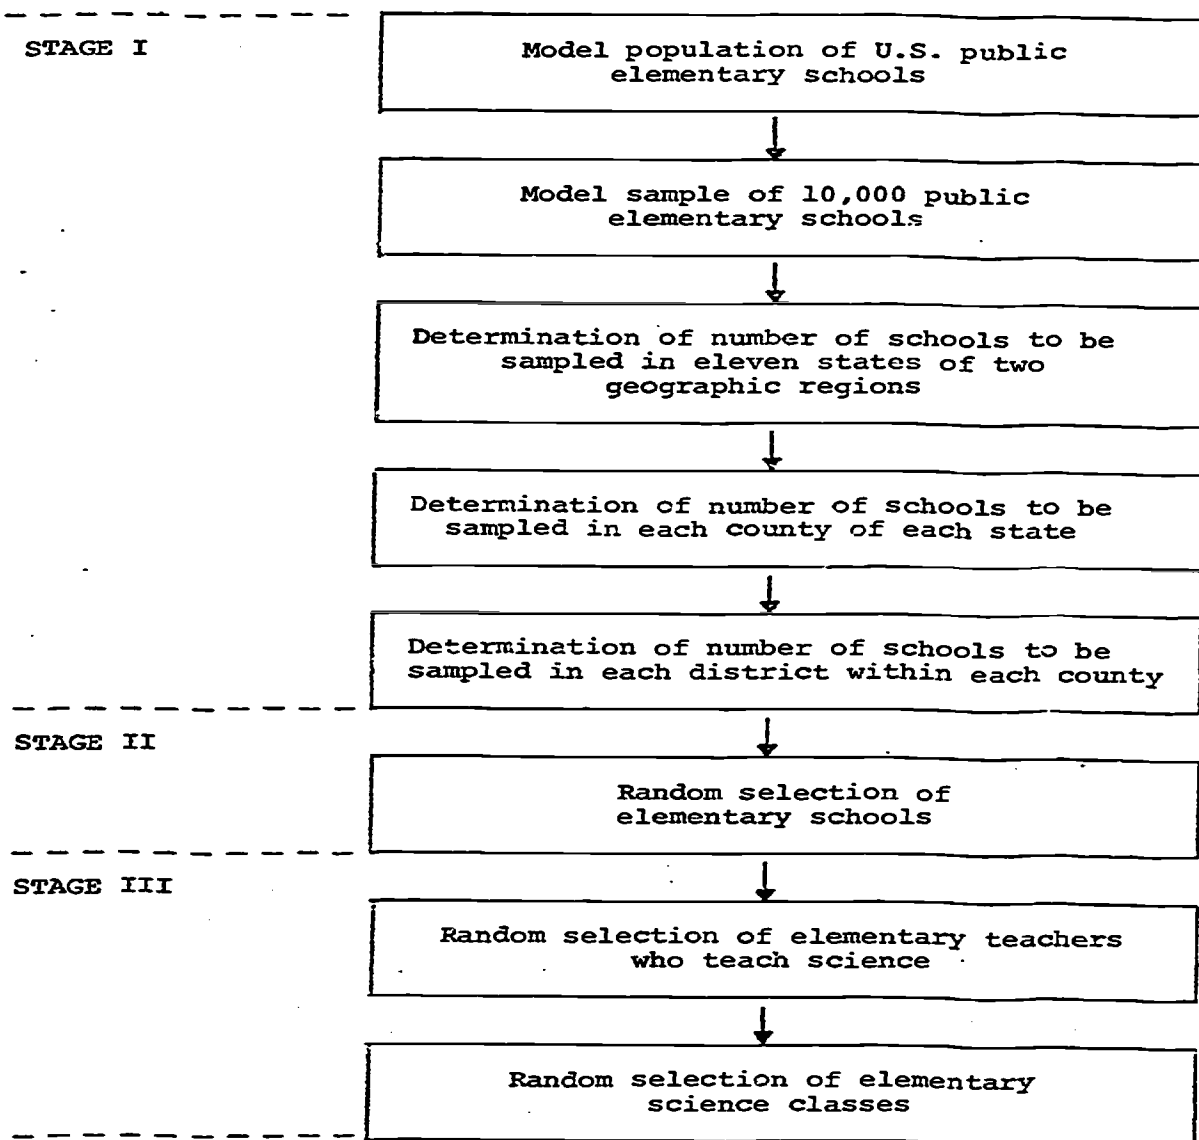 STAGE I
Model population of U.S. public
elementary schools
Model sample of 10,000 public
elementary schools
Determination of number of schools to be
sampled in eleven states of two
geographic regions
Determination of number of schools to be
sampled in each county of each state
Determination of number of schools to be
sampled in each district within each county
STAGE II
Random selection of
elementary schools
STAGE III
Random selection of elementary teachers
who teach science
Random selection of elementary
science classes